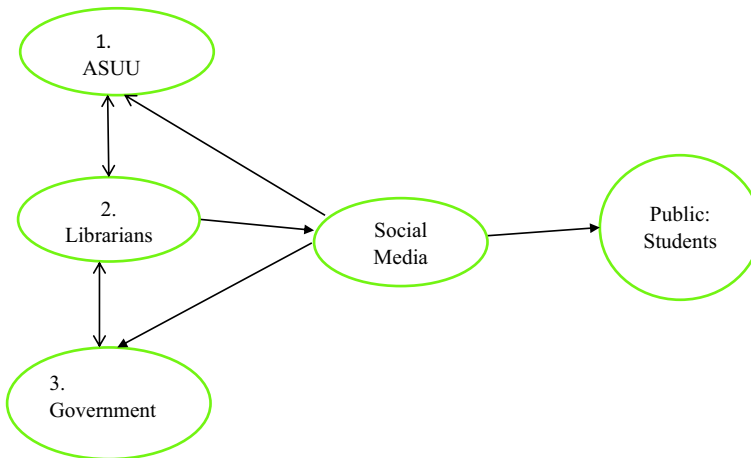 1.
ASUU
2.
Librarians
3.
Government
Social
Media
Public:
Students